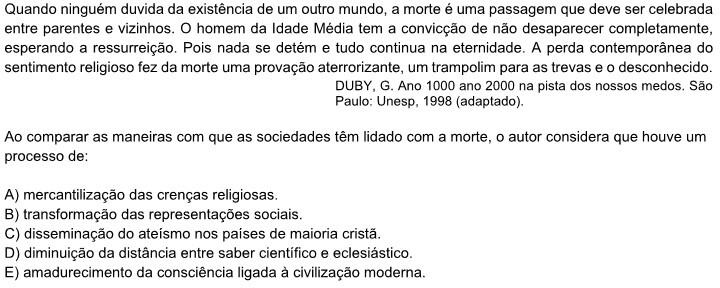 Quando ninguém duvida da existência de um outro mundo, a morte é uma passagem que deve ser celebrada
entre parentes e vizinhos. O homem da Idade Média tem a convicção de não desaparecer completamente,
esperando a ressurreição. Pois nada se detém e tudo continua na eternidade. A perda contemporânea do
sentimento religioso fez da morte uma provação aterrorizante, um trampolim para as trevas e o desconhecido.
DUBY, G. Ano 1000 ano 2000 na pista dos nossos medos. São
Paulo: Unesp, 1998 (adaptado).
Ao comparar as maneiras com que as sociedades têm lidado com a morte, o autor considera que houve um
processo de:
A) mercantilização das crenças religiosas.
B) transformação das representações sociais.
C) disseminação do ateísmo nos países de maioria cristã.
D) diminuição da distância entre saber científico e eclesiástico.
E) amadurecimento da consciência ligada à civilização moderna.